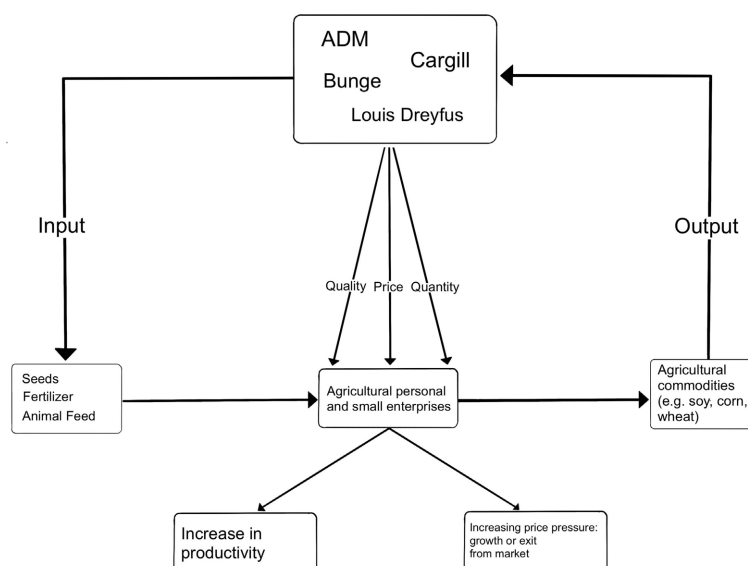 ADM
Cargill
Bunge
Louis Dreyfus
Input
Output
Quality Price Quantity
Seeds
Fertilizer
Animal Feed
Agricultural personal
and small enterprises
Agricultural
commodities
(e.g. soy, corn,
wheat)
Increase in
productivity
Increasing price pressure:
growth or exit
from market